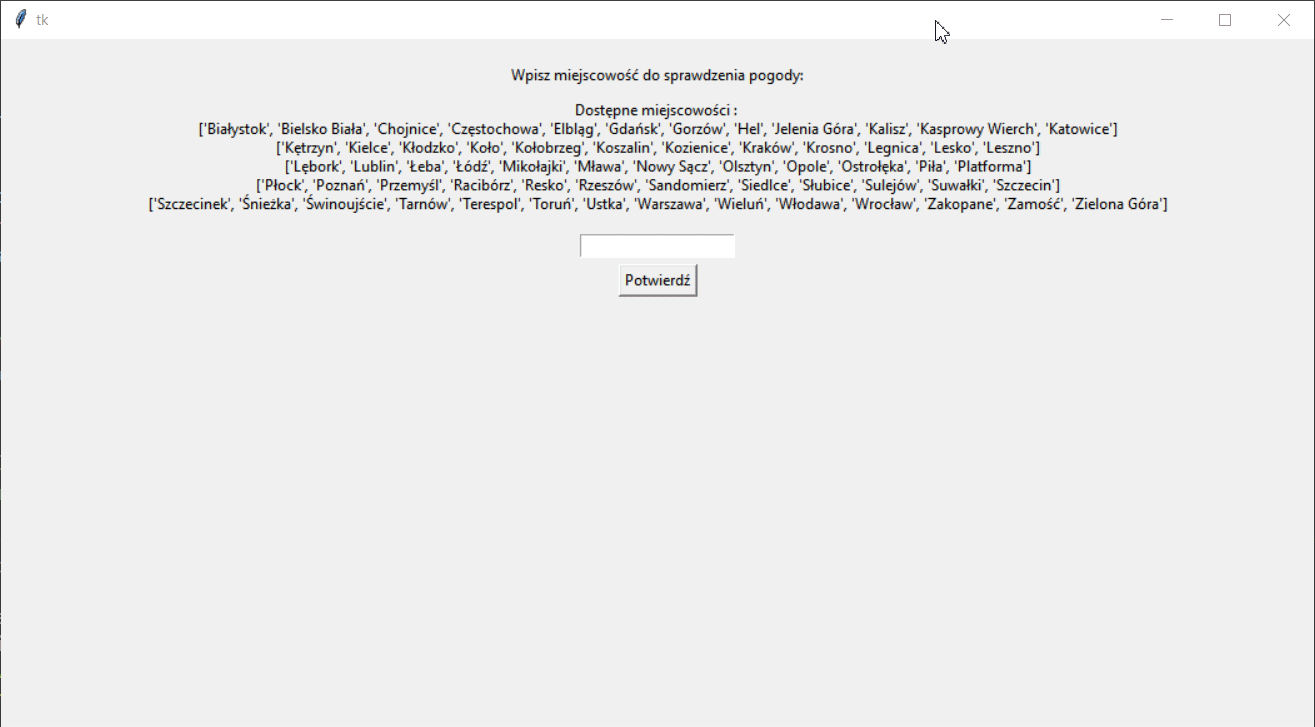 tk
Wpisz miejscowość do sprawdzenia pogody:
Dostępne miejscowości :
['Białystok', 'Bielsko Biała', 'Chojnice', 'Częstochowa', 'Elbląg', 'Gdańsk', 'Gorzów', 'Hel', 'Jelenia Góra', 'Kalisz', 'Kasprowy Wierch', 'Katowice']
['Kętrzyn', 'Kielce', 'Kłodzko', 'Koło', 'Kołobrzeg', 'Koszalin', 'Kozienice', 'Kraków', 'Krosno', 'Legnica', 'Lesko', 'Leszno']
['Lębork', 'Lublin', 'Łeba', 'Łódź', 'Mikołajki', 'Mława', 'Nowy Sącz', 'Olsztyn', 'Opole', 'Ostrołęka', 'Piła', 'Platforma']
['Płock', 'Poznań', 'Przemyśl', 'Racibórz', 'Resko', 'Rzeszów', 'Sandomierz', 'Siedlce', 'Słubice', 'Sulejów', 'Suwałki', 'Szczecin']
['Szczecinek', 'Śnieżka', 'Świnoujście', 'Tarnów', 'Terespol', 'Toruń', 'Ustka', 'Warszawa', 'Wieluń', 'Włodawa', 'Wrocław', 'Zakopane', 'Zamość', 'Zielona Góra']
Potwierdź